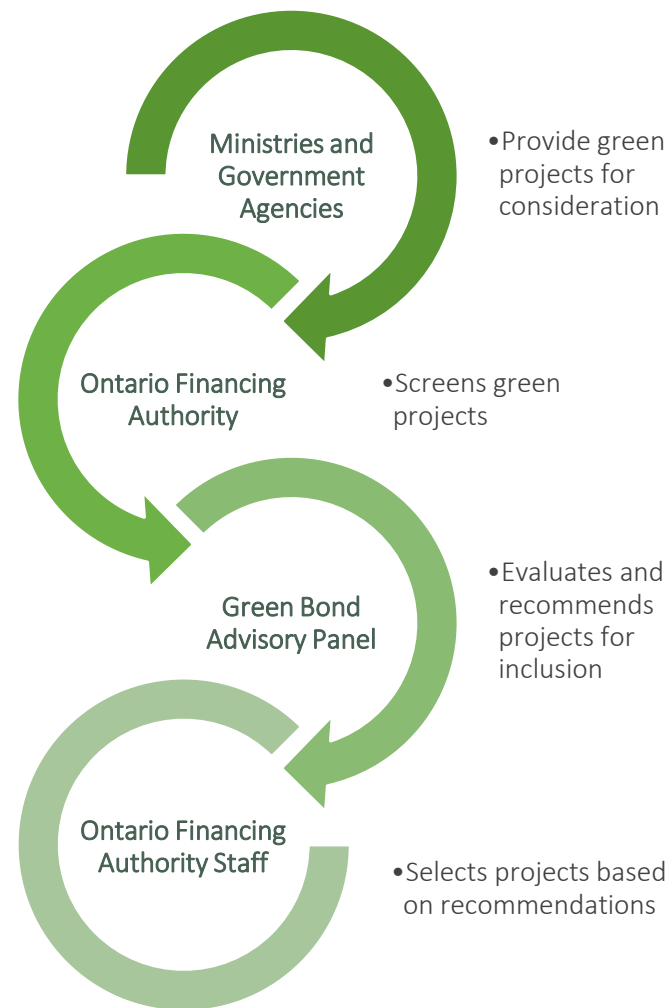 Ministries and
Government
Agencies
•Provide green
projects for
consideration
Ontario Financing
Authority
•Screens green
projects
Green Bond
Advisory Panel
•Evaluates and
recommends
projects for
inclusion
Ontario Financing
Authority Staff
•Selects projects based
on recommendations